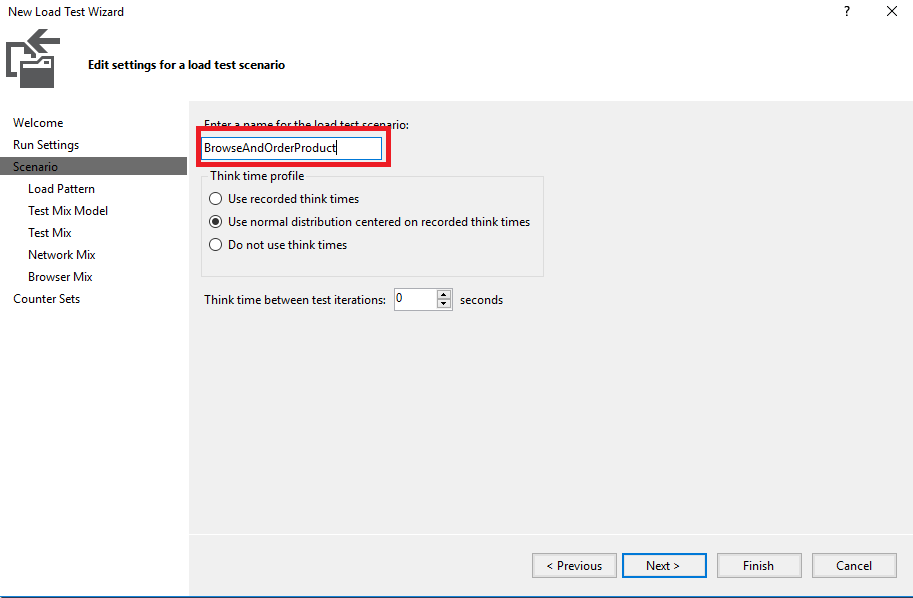 New Load Test Wizard
?
Edit settings for a load test scenario
Welcome
Run Settings
Scenario
Load Pattern
Test Mix Model
Test Mix
Network Mix
Browser Mix
Counter Sets
Enter a name for the load test scenario:
BrowseAndOrderProduct
Think time profile
Use recorded think times
Use normal distribution centered on recorded think times
Do not use think times
Think time between test iterations: 0 seconds
< Previous Next > Finish Cancel